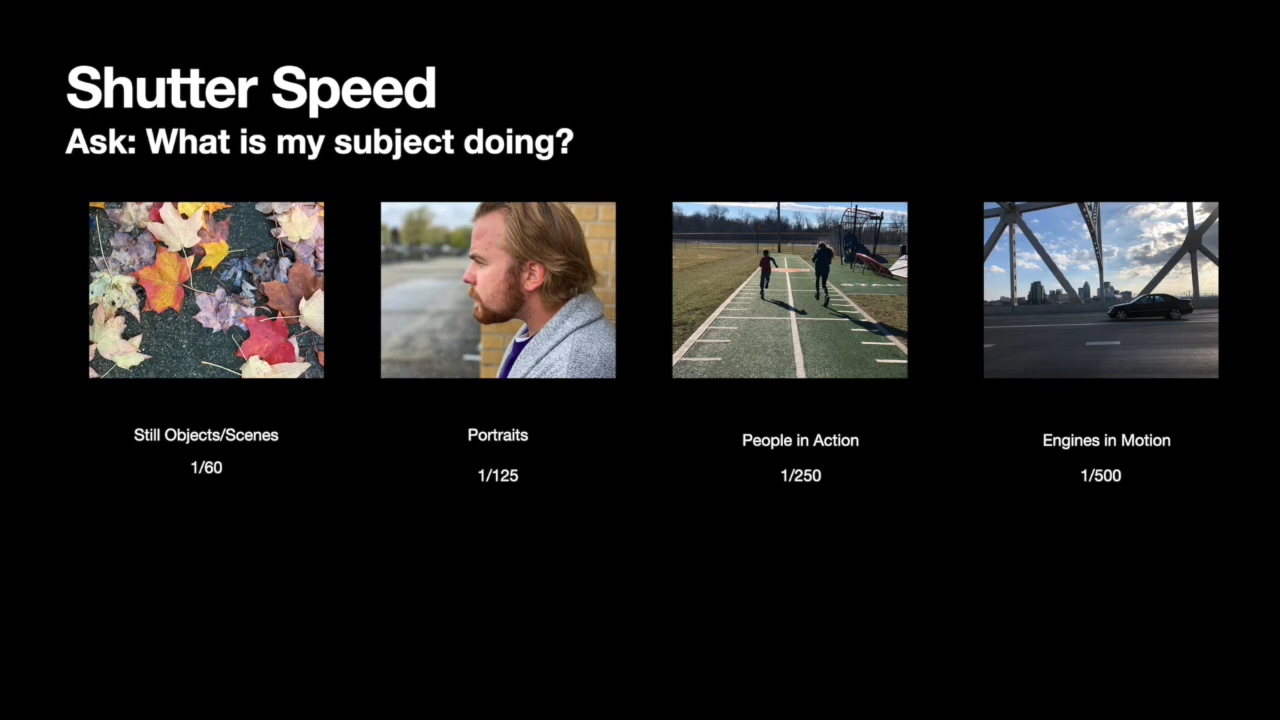 Shutter Speed
Ask: What is my subject doing?
Still Objects/Scenes
1/60
Portraits
1/125
People in Action
1/250
Engines in Motion
1/500